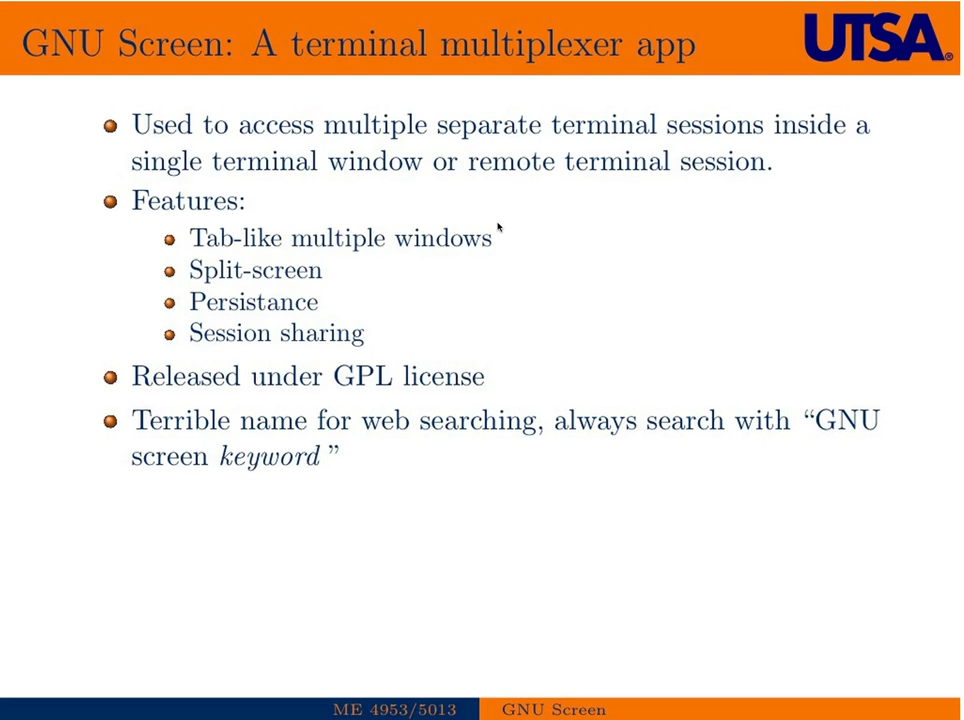 GNU Screen: A terminal multiplexer app
UTSA®
Used to access multiple separate terminal sessions inside a
single terminal window or remote terminal session.
Features:
Tab-like multiple windows
Split-screen
Persistance
Session sharing
Released under GPL license
Terrible name for web searching, always search with “GNU
screen keyword ”
ME 4953/5013
GNU Screen